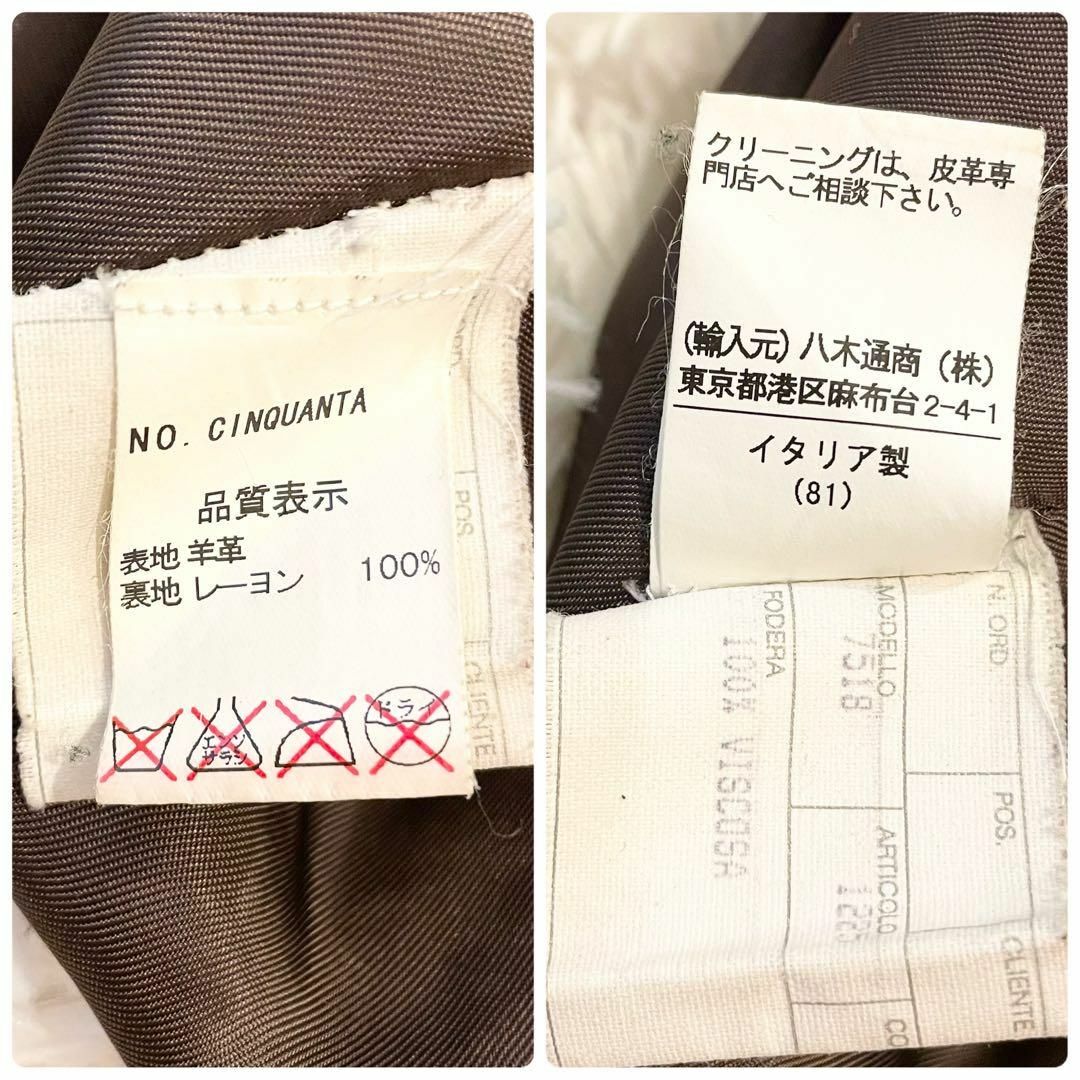 NO. CINQUANTA
品質表示
表地 羊革
裏地 レーヨン 100%
エンソ
サラシ
ドライ
POS.
CLIENTE
クリーニングは、皮革専
門店へご相談下さい。
(輸入元) 八木通商 (株)
東京都港区麻布台2-4-1
イタリア製
(81)
N. ORD
POS.
CLIENTE
MODELLO
7518
ARTICOLO
FODERA
100% VISCOSA